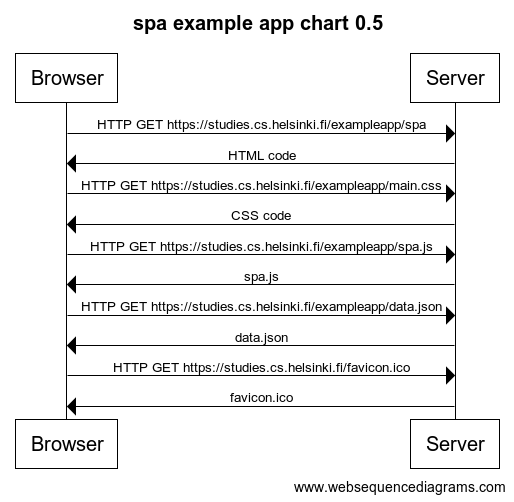 spa example app chart 0.5
Browser
Server
HTTP GET https://studies.cs.helsinki.fi/exampleapp/spa
HTML code
HTTP GET https://studies.cs.helsinki.fi/exampleapp/main.css
CSS code
HTTP GET https://studies.cs.helsinki.fi/exampleapp/spa.js
spa.js
HTTP GET https://studies.cs.helsinki.fi/exampleapp/data.json
data.json
HTTP GET https://studies.cs.helsinki.fi/favicon.ico
favicon.ico
Browser
Server
www.websequencediagrams.com